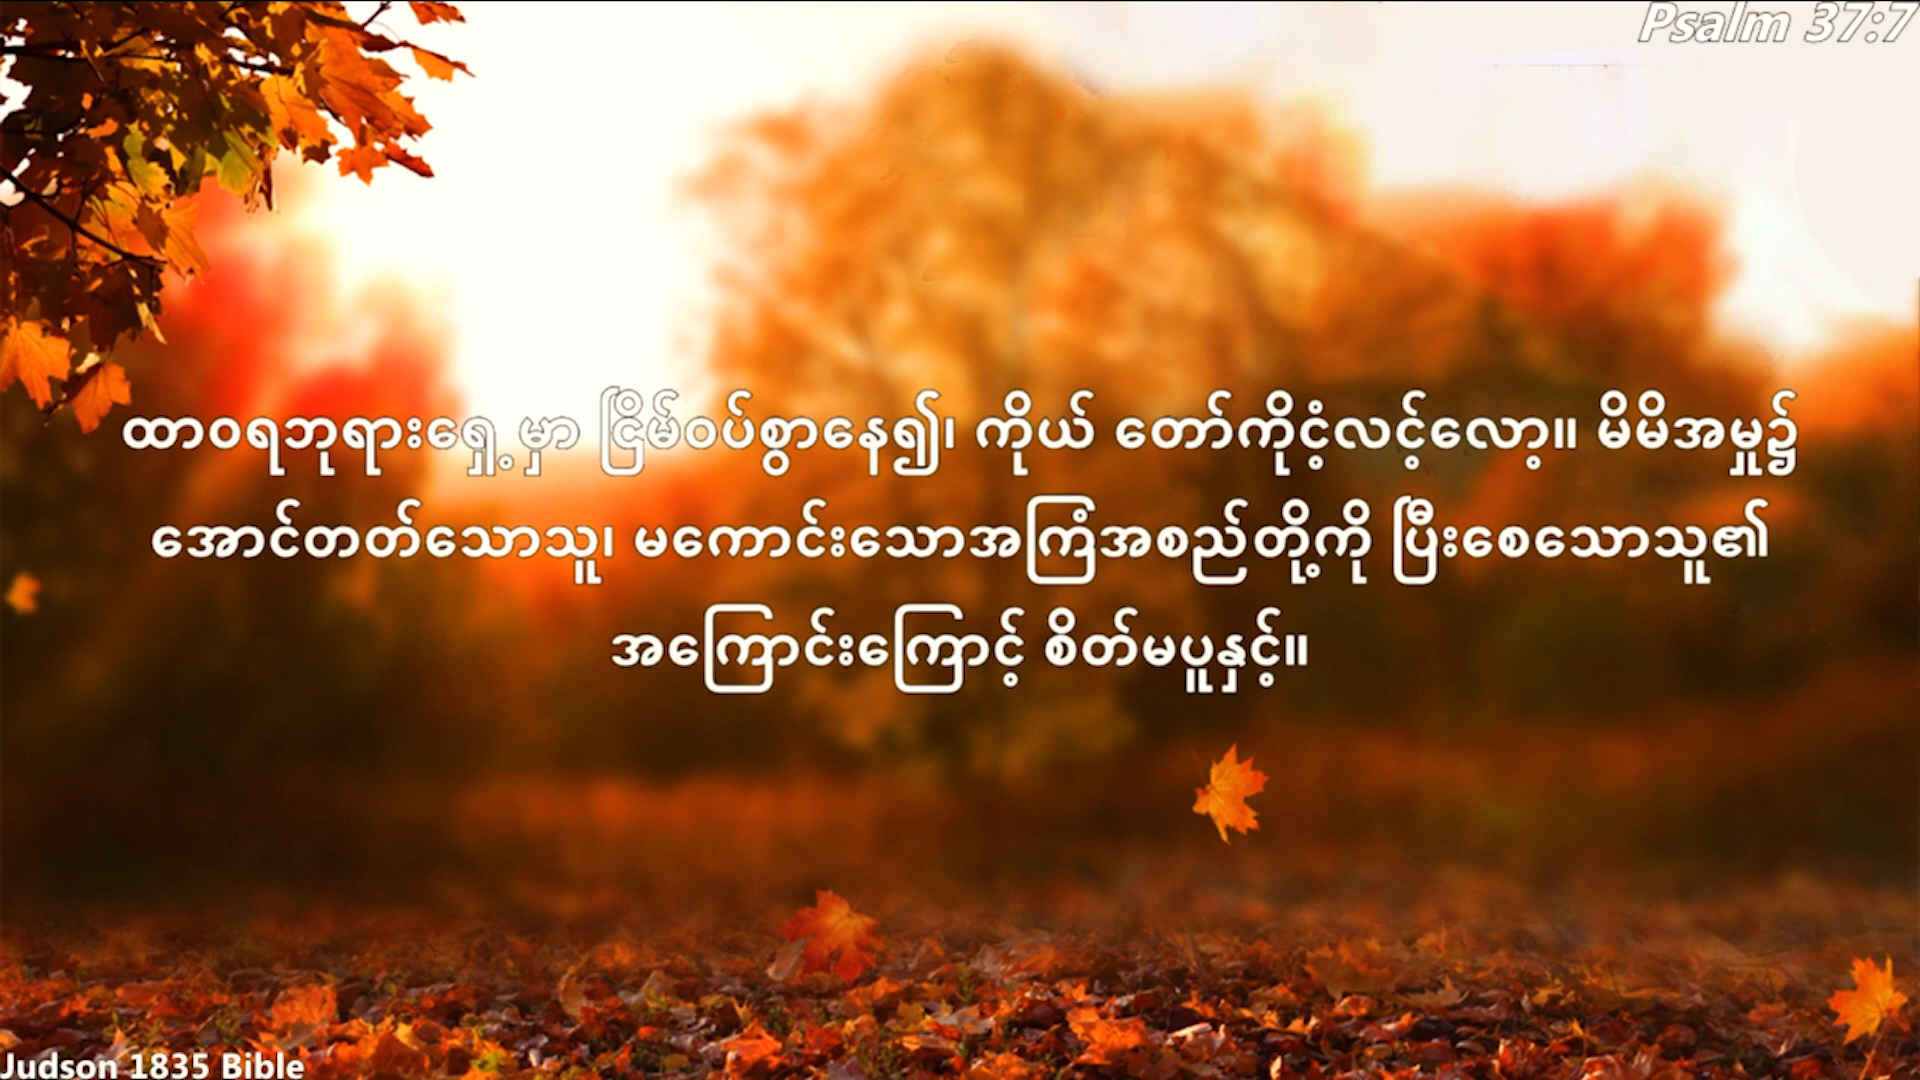 Psalm 37:7
ထာဝရဘုရားရှေ့မှာ ငြိမ်ဝပ်စွာနေ၍၊ ကိုယ် တော်ကိုငံ့လင့်လော့။ မိမိအမှု၌
အောင်တတ်သောသူ၊ မကောင်းသောအကြံအစည်တို့ကို ပြီးစေသောသူ၏
အကြောင်းကြောင့် စိတ်မပူနှင့်။
Judson 1835 Bible